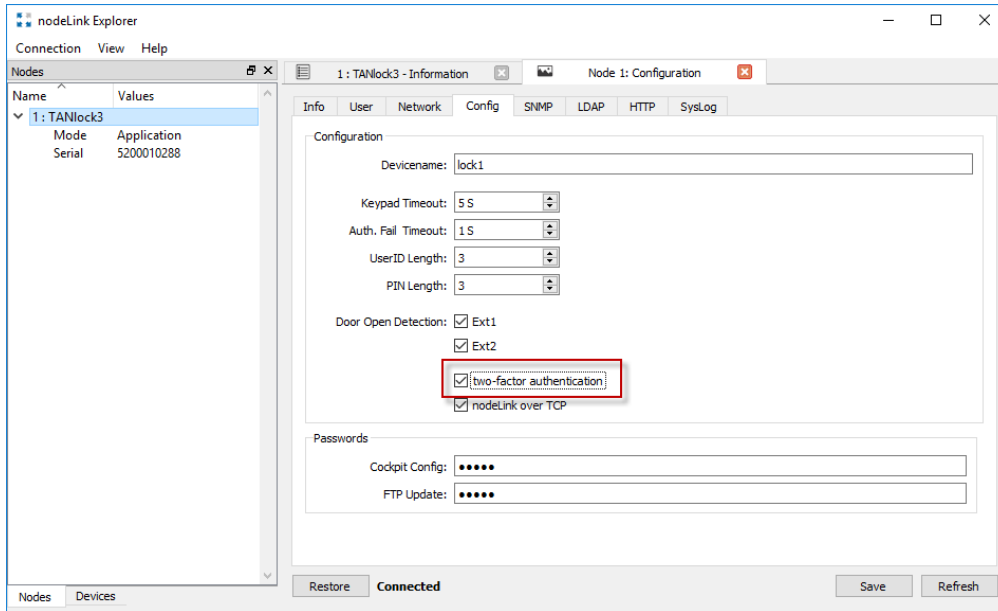 nodeLink Explorer
Connection View Help
Nodes
Name Values
1 : TANlock3
Mode Application
Serial 5200010288
Nodes Devices
1 : TANlock3 - Information Node 1: Configuration
Info User Network Config SNMP LDAP HTTP SysLog
Configuration
Devicename: lock1
Keypad Timeout: 5 S
Auth. Fail Timeout: 1 S
UserID Length: 3
PIN Length: 3
Door Open Detection: Ext1
Ext2
two-factor authentication
nodeLink over TCP
Passwords
Cockpit Config: •••••
FTP Update: •••••
Restore Connected Save Refresh